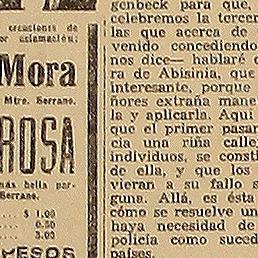 creaciones de
por aclamación:
Mora
Mtro. Serrano.
ROSA
más bella par-
Serrano.
$ 1.00
0.50
3.00
PESOS
genbeck para que,
celebremos la tercer
las que acerca de
venido concediendo
nos dice— hablaré d
ra de Abisinia, que
interesante, porque
ñores extraña mane
la y aplicarla. Aquí
que el primer pasan
cia una riña calle
individuos, se consti
de ella, y que los
vieran a su fallo s
guna. Allá, es ésta
cómo se resuelve un
haya necesidad de
policía como suced
países.